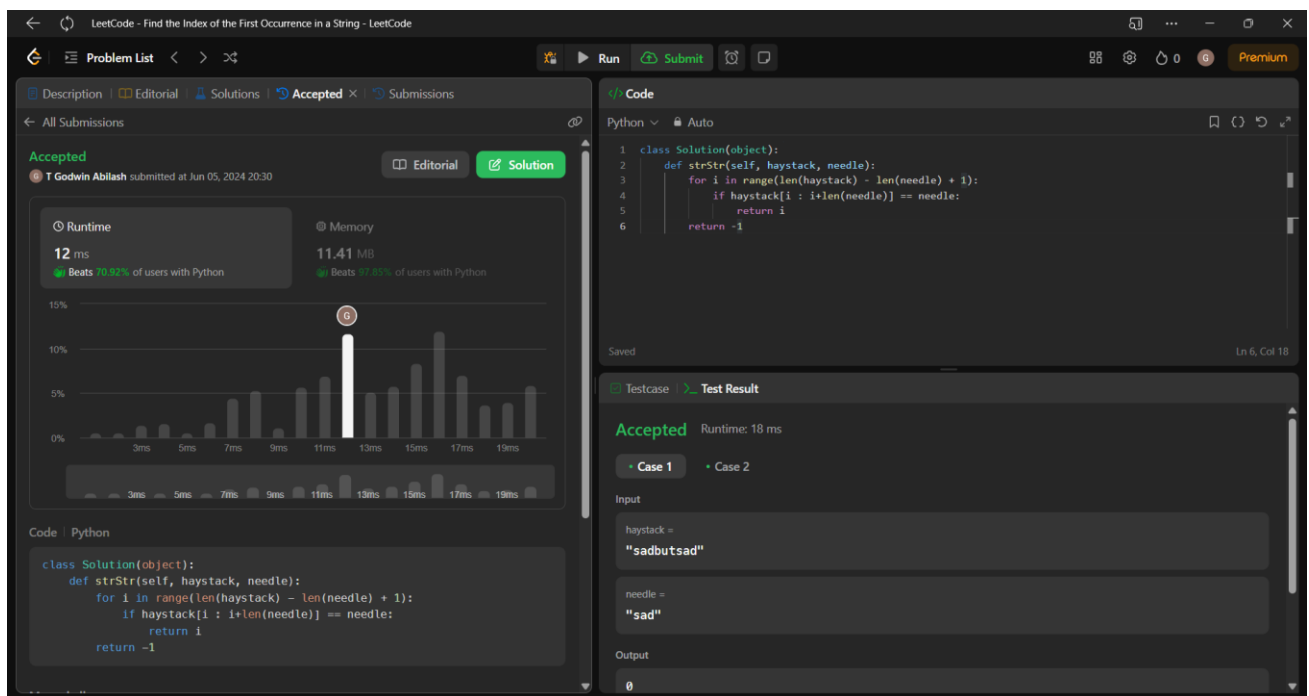 LeetCode - Find the Index of the First Occurrence in a String - LeetCode
Problem List
Run
Submit
0
G
Premium
Description
Editorial
Solutions
Accepted
Submissions
All Submissions
Accepted
G T Godwin Abilash submitted at Jun 05, 2024 20:30
Editorial
Solution
Runtime
12 ms
Beats 70.92% of users with Python
Memory
11.41 MB
Beats 97.85% of users with Python
15%
10%
5%
0%
G
3ms 5ms 7ms 9ms 11ms 13ms 15ms 17ms 19ms
3ms 5ms 7ms 9ms 11ms 13ms 15ms 17ms 19ms
Code | Python
class Solution(object):
    def strStr(self, haystack, needle):
        for i in range(len(haystack) - len(needle) + 1):
            if haystack[i : i+len(needle)] == needle:
                return i
        return -1
</> Code
Python
Auto
1 class Solution(object):
2     def strStr(self, haystack, needle):
3         for i in range(len(haystack) - len(needle) + 1):
4             if haystack[i : i+len(needle)] == needle:
5                 return i
6         return -1
Saved
Ln 6, Col 18
Testcase
>_ Test Result
Accepted Runtime: 18 ms
• Case 1
• Case 2
Input
haystack =
"sadbutsad"
needle =
"sad"
Output
0